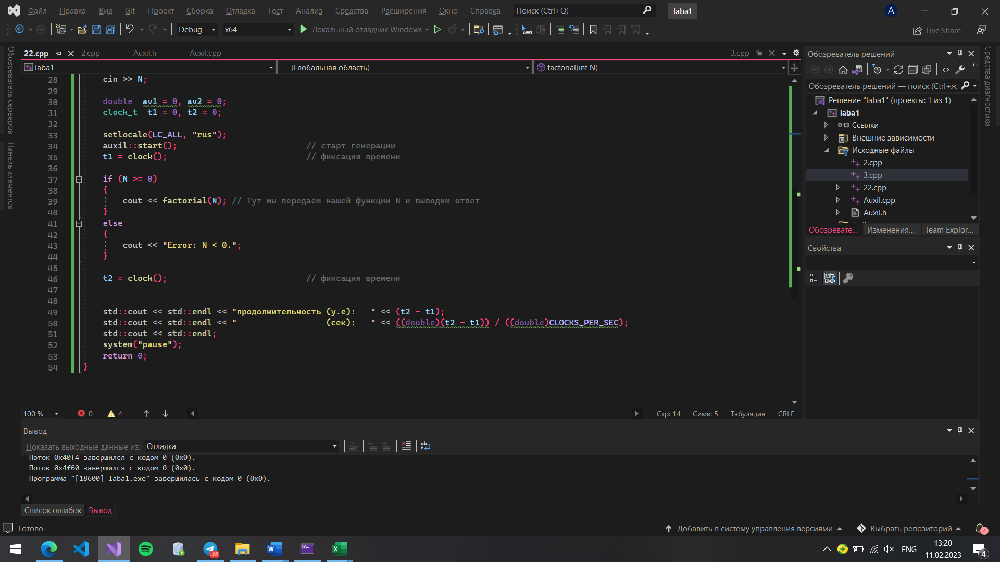 Файл Правка Вид Git Проект Сборка Отладка Тест Анализ Средства Расширения Окно Справка Поиск (Ctrl+Q) laba1 A
Debug x64 Локальный отладчик Windows Live Share
22.cpp 2.cpp Auxil.h Auxil.cpp 3.cpp
laba1 (Глобальная область) factorial(int N)
Обозреватель серверов
Панель элементов
28 cin >> N;
29
30 double av1 = 0, av2 = 0;
31 clock_t t1 = 0, t2 = 0;
32
33 setlocale(LC_ALL, "rus");
34 auxil::start(); // старт генерации
35 t1 = clock(); // фиксация времени
36
37 if (N >= 0)
38 {
39 cout << factorial(N); // Тут мы передаем нашей функции N и выводим ответ
40 }
41 else
42 {
43 cout << "Error: N < 0.";
44 }
45
46 t2 = clock(); // фиксация времени
47
48
49 std::cout << std::endl << "продолжительность (у.е): " << (t2 - t1);
50 std::cout << std::endl << " (сек): " << ((double)(t2 - t1)) / ((double)CLOCKS_PER_SEC);
51 std::cout << std::endl;
52 system("pause");
53 return 0;
54 }
100 % 0 4 Стр: 14 Симв: 5 Табуляция CRLF
Обозреватель решений
Обозреватель решений — поиск (Ctrl+ж
Решение "laba1" (проекты: 1 из 1)
laba1
Ссылки
Внешние зависимости
Исходные файлы
2.cpp
3.cpp
22.cpp
Auxil.cpp
Auxil.h
Обозревате... Изменения... Team Explor...
Свойства
Средства диагностики
Вывод
Показать выходные данные из: Отладка
Поток 0x40f4 завершился с кодом 0 (0x0).
Поток 0x4f60 завершился с кодом 0 (0x0).
Программа "[18600] laba1.exe" завершилась с кодом 0 (0x0).
Список ошибок Вывод
Готово Добавить в систему управления версиями Выбрать репозиторий 2
..85 ENG 13:20
11.02.2023 4